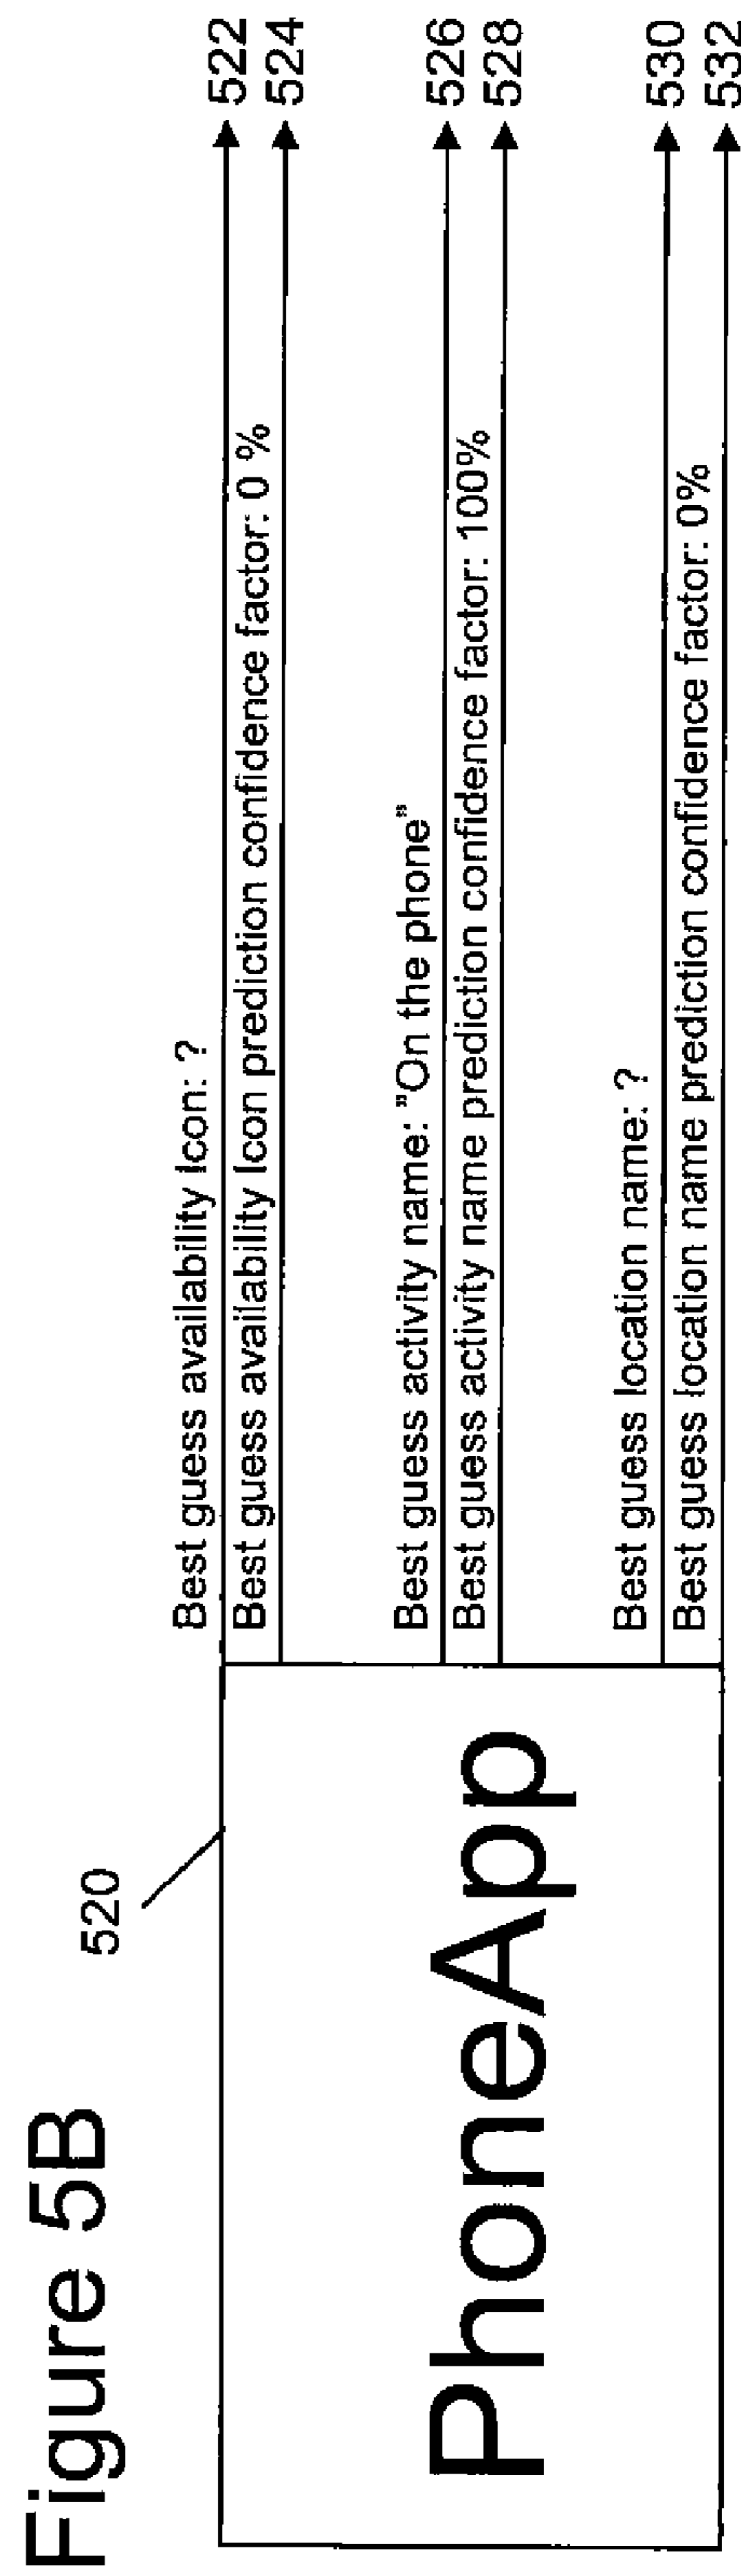 Figure 5B
520
PhoneApp
Best guess availability Icon: ?
522
Best guess availability Icon prediction confidence factor: 0 %
524
Best guess activity name: "On the phone"
526
Best guess activity name prediction confidence factor: 100%
528
Best guess location name: ?
530
Best guess location name prediction confidence factor: 0%
532